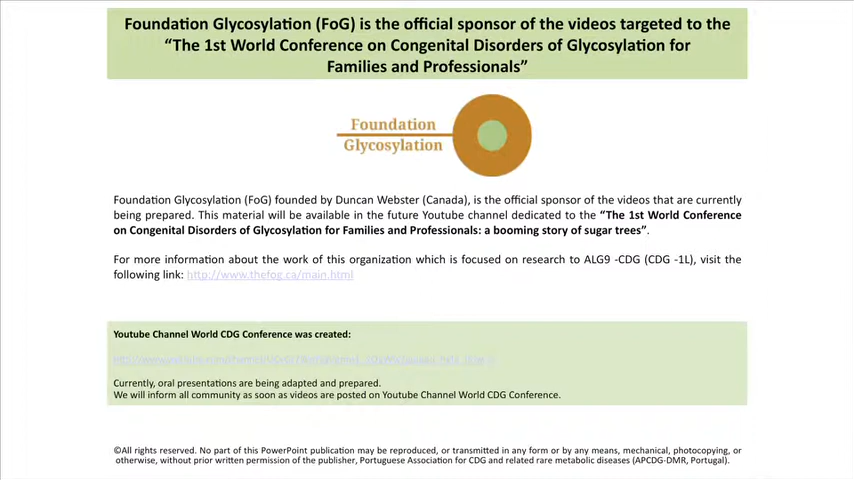 Foundation Glycosylation (FoG) is the official sponsor of the videos targeted to the
“The 1st World Conference on Congenital Disorders of Glycosylation for
Families and Professionals”
Foundation
Glycosylation
Foundation Glycosylation (FoG) founded by Duncan Webster (Canada), is the official sponsor of the videos that are currently
being prepared. This material will be available in the future Youtube channel dedicated to the “The 1st World Conference
on Congenital Disorders of Glycosylation for Families and Professionals: a booming story of sugar trees”.
For more information about the work of this organization which is focused on research to ALG9 -CDG (CDG -1L), visit the
following link: http://www.thefog.ca/main.html
Youtube Channel World CDG Conference was created:
Currently, oral presentations are being adapted and prepared.
We will inform all community as soon as videos are posted on Youtube Channel World CDG Conference.
©All rights reserved. No part of this PowerPoint publication may be reproduced, or transmitted in any form or by any means, mechanical, photocopying, or
otherwise, without prior written permission of the publisher, Portuguese Association for CDG and related rare metabolic diseases (APCDG-DMR, Portugal).